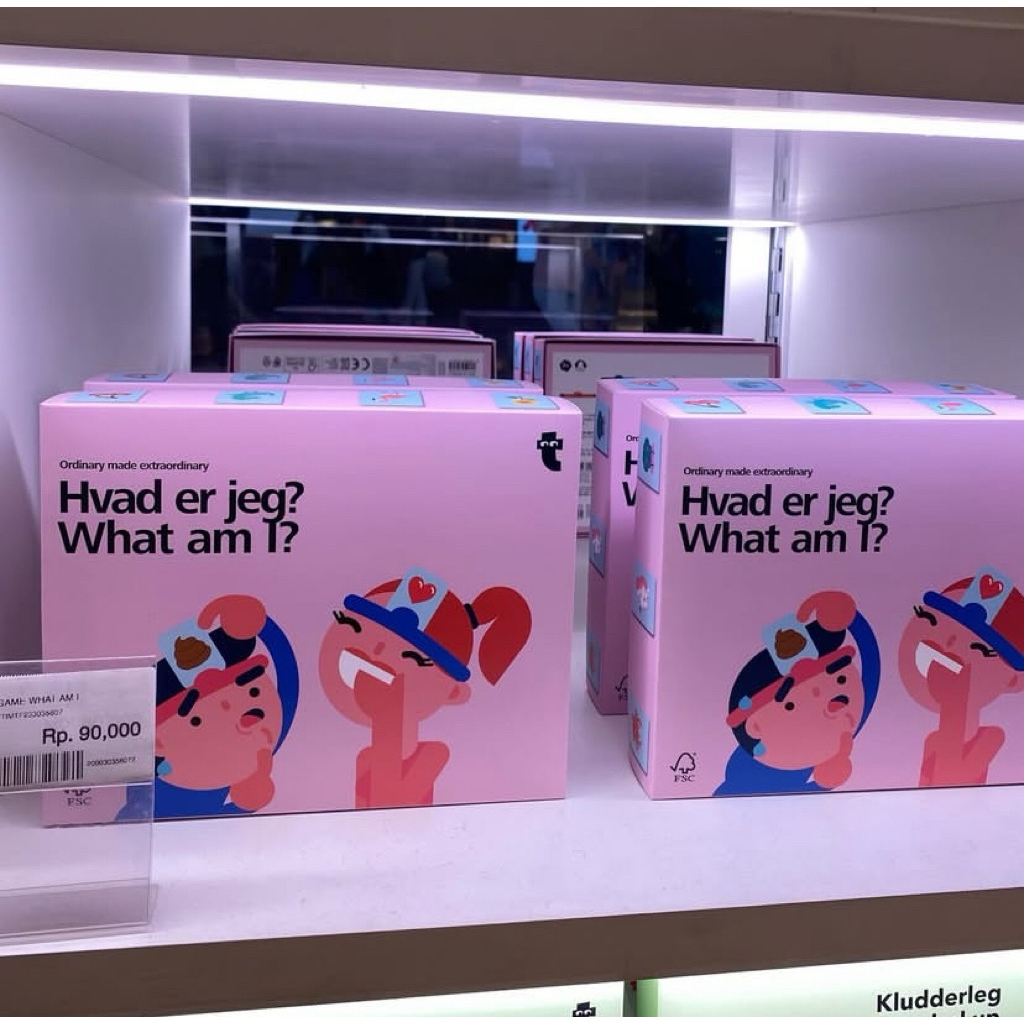 Ordinary made extraordinary
Hvad er jeg?
What am I?
Ordinary made extraordinary
Hvad er jeg?
What am I?
FSC
FSC
GAME WHAT AM I
Rp. 90,000
Kludderleg